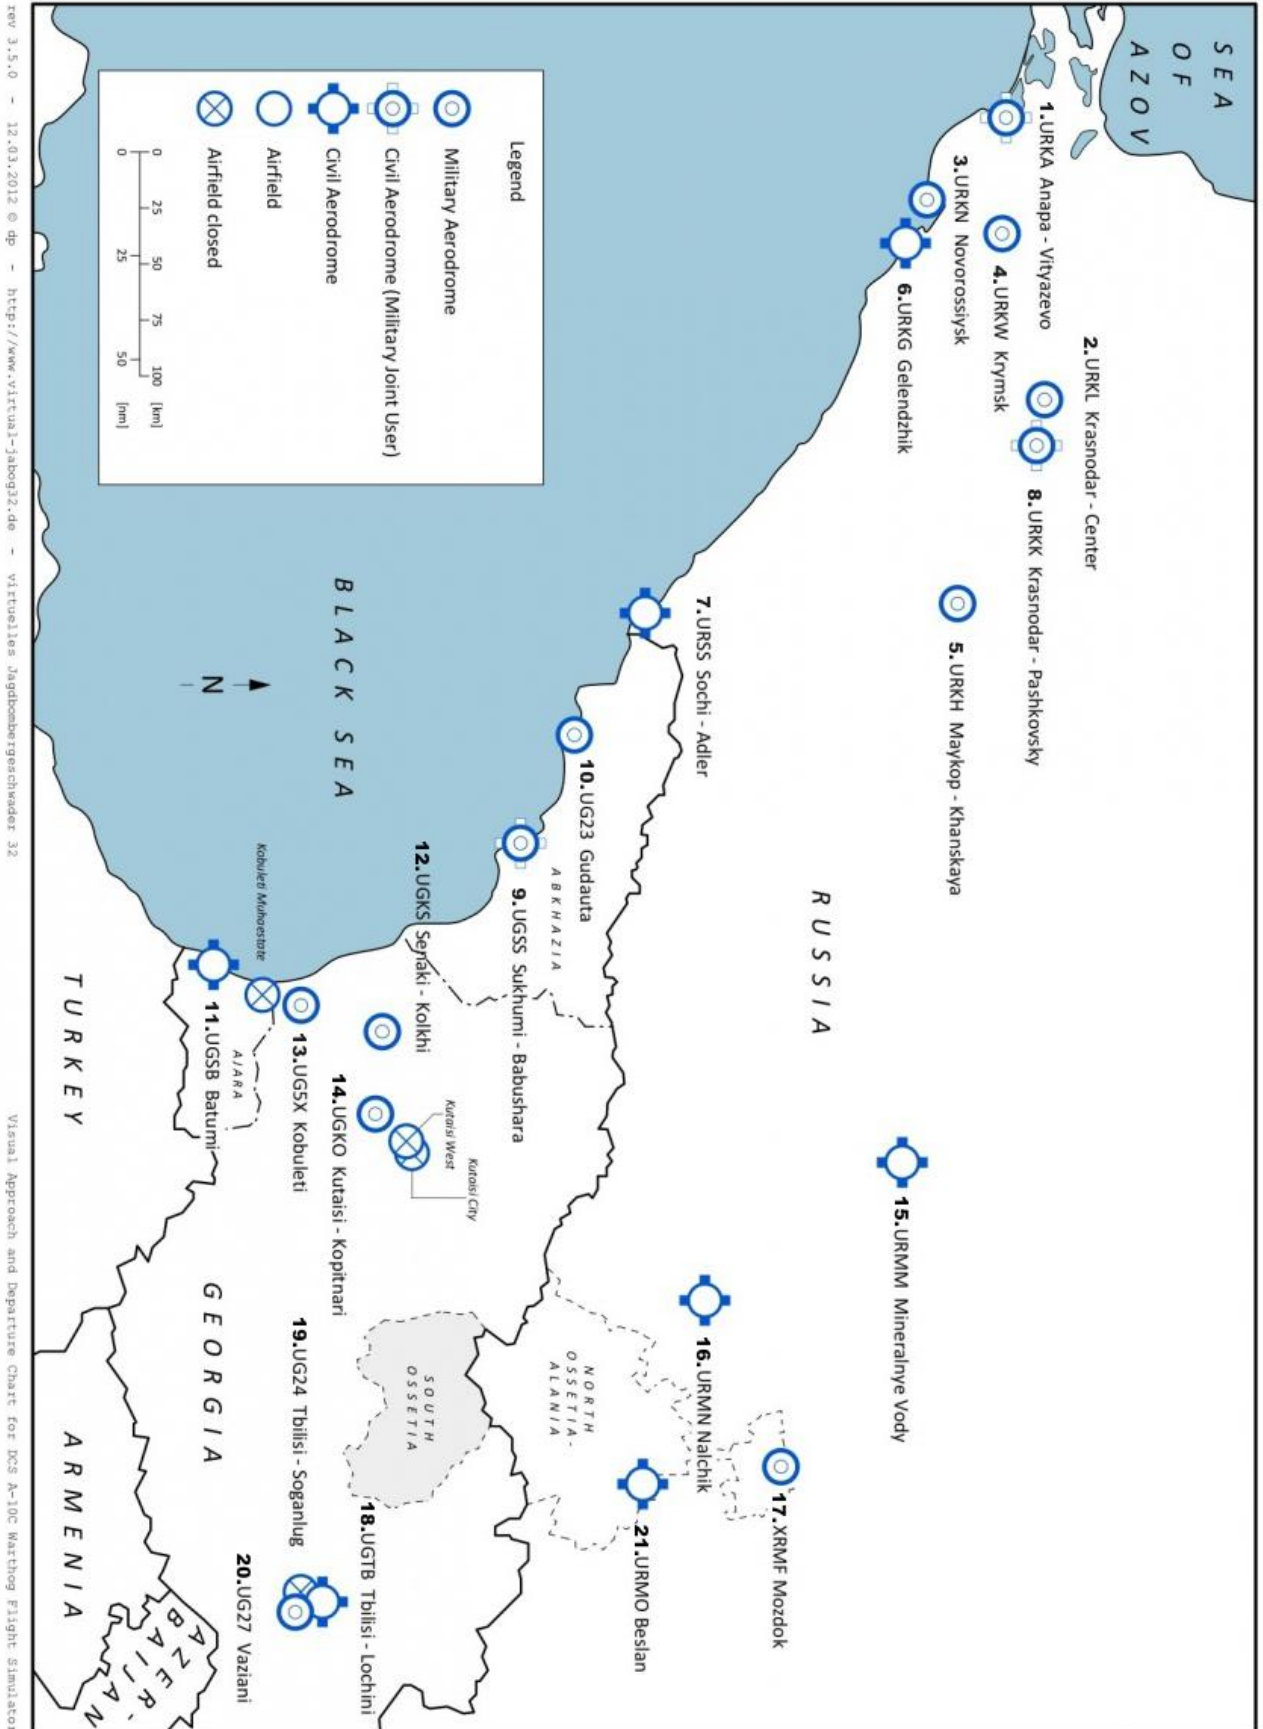 SEA
OF
AZOV
1.URKA Anapa - Vityazevo
2.URKL Krasnodar - Center
3.URKN Novorossiysk
4.URKW Krymsk
8.URKK Krasnodar - Pashkovsky
6.URKG Gelendzhik
5.URKH Maykop - Khanskaya
7.URSS Sochi - Adler
RUSSIA
10.UG23 Gudauta
ABKHAZIA
9.UGSS Sukhumi - Babushara
15.URMM Mineralnye Vody
16.URMN Nalchik
17.XRMF Mozdok
NORTH
OSSETIA-
ALANIA
21.URMO Beslan
Legend
Military Aerodrome
Civil Aerodrome (Military Joint User)
Civil Aerodrome
Airfield
Airfield closed
0 25 50 75 100 [km]
0 25 50 [nm]
BLACK SEA
N
12.UGKS Senaki - Kolkhi
Kutaisi West
Kutaisi City
14.UGKO Kutaisi - Kopitnari
SOUTH
OSSETIA
18.UGTB Tbilisi - Lochini
Kobuleti Muhaestate
13.UG5X Kobuleti
19.UG24 Tbilisi - Soganlug
AJARA
11.UGSB Batumi
GEORGIA
20.UG27 Vaziani
TURKEY
ARMENIA
AZER-
BAIJAN
rev 3.5.0 - 12.03.2012 © dp - http://www.virtual-jabog32.de - virtuelles Jagdbombergeschwader 32
Visual Approach and Departure Chart for DCS A-10C Warthog Flight Simulator